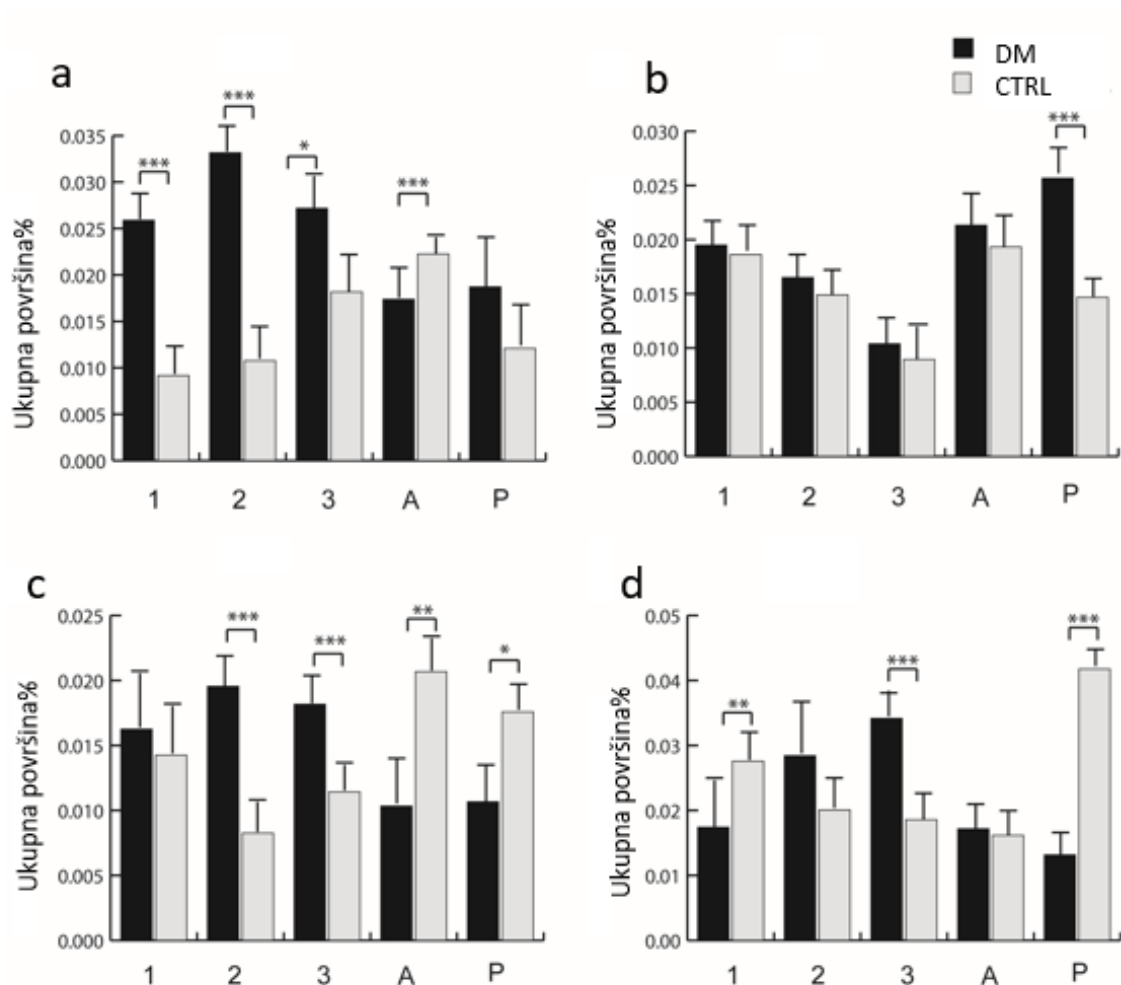 a
Ukupna površina%
0.035
0.030
0.025
0.020
0.015
0.010
0.005
0.000
***
***
*
***
1 2 3 A P
b
DM
CTRL
Ukupna površina%
0.030
0.025
0.020
0.015
0.010
0.005
0.000
***
1 2 3 A P
c
Ukupna površina%
0.025
0.020
0.015
0.010
0.005
0.000
***
***
**
*
1 2 3 A P
d
Ukupna površina%
0.05
0.04
0.03
0.02
0.01
0.00
**
***
***
1 2 3 A P